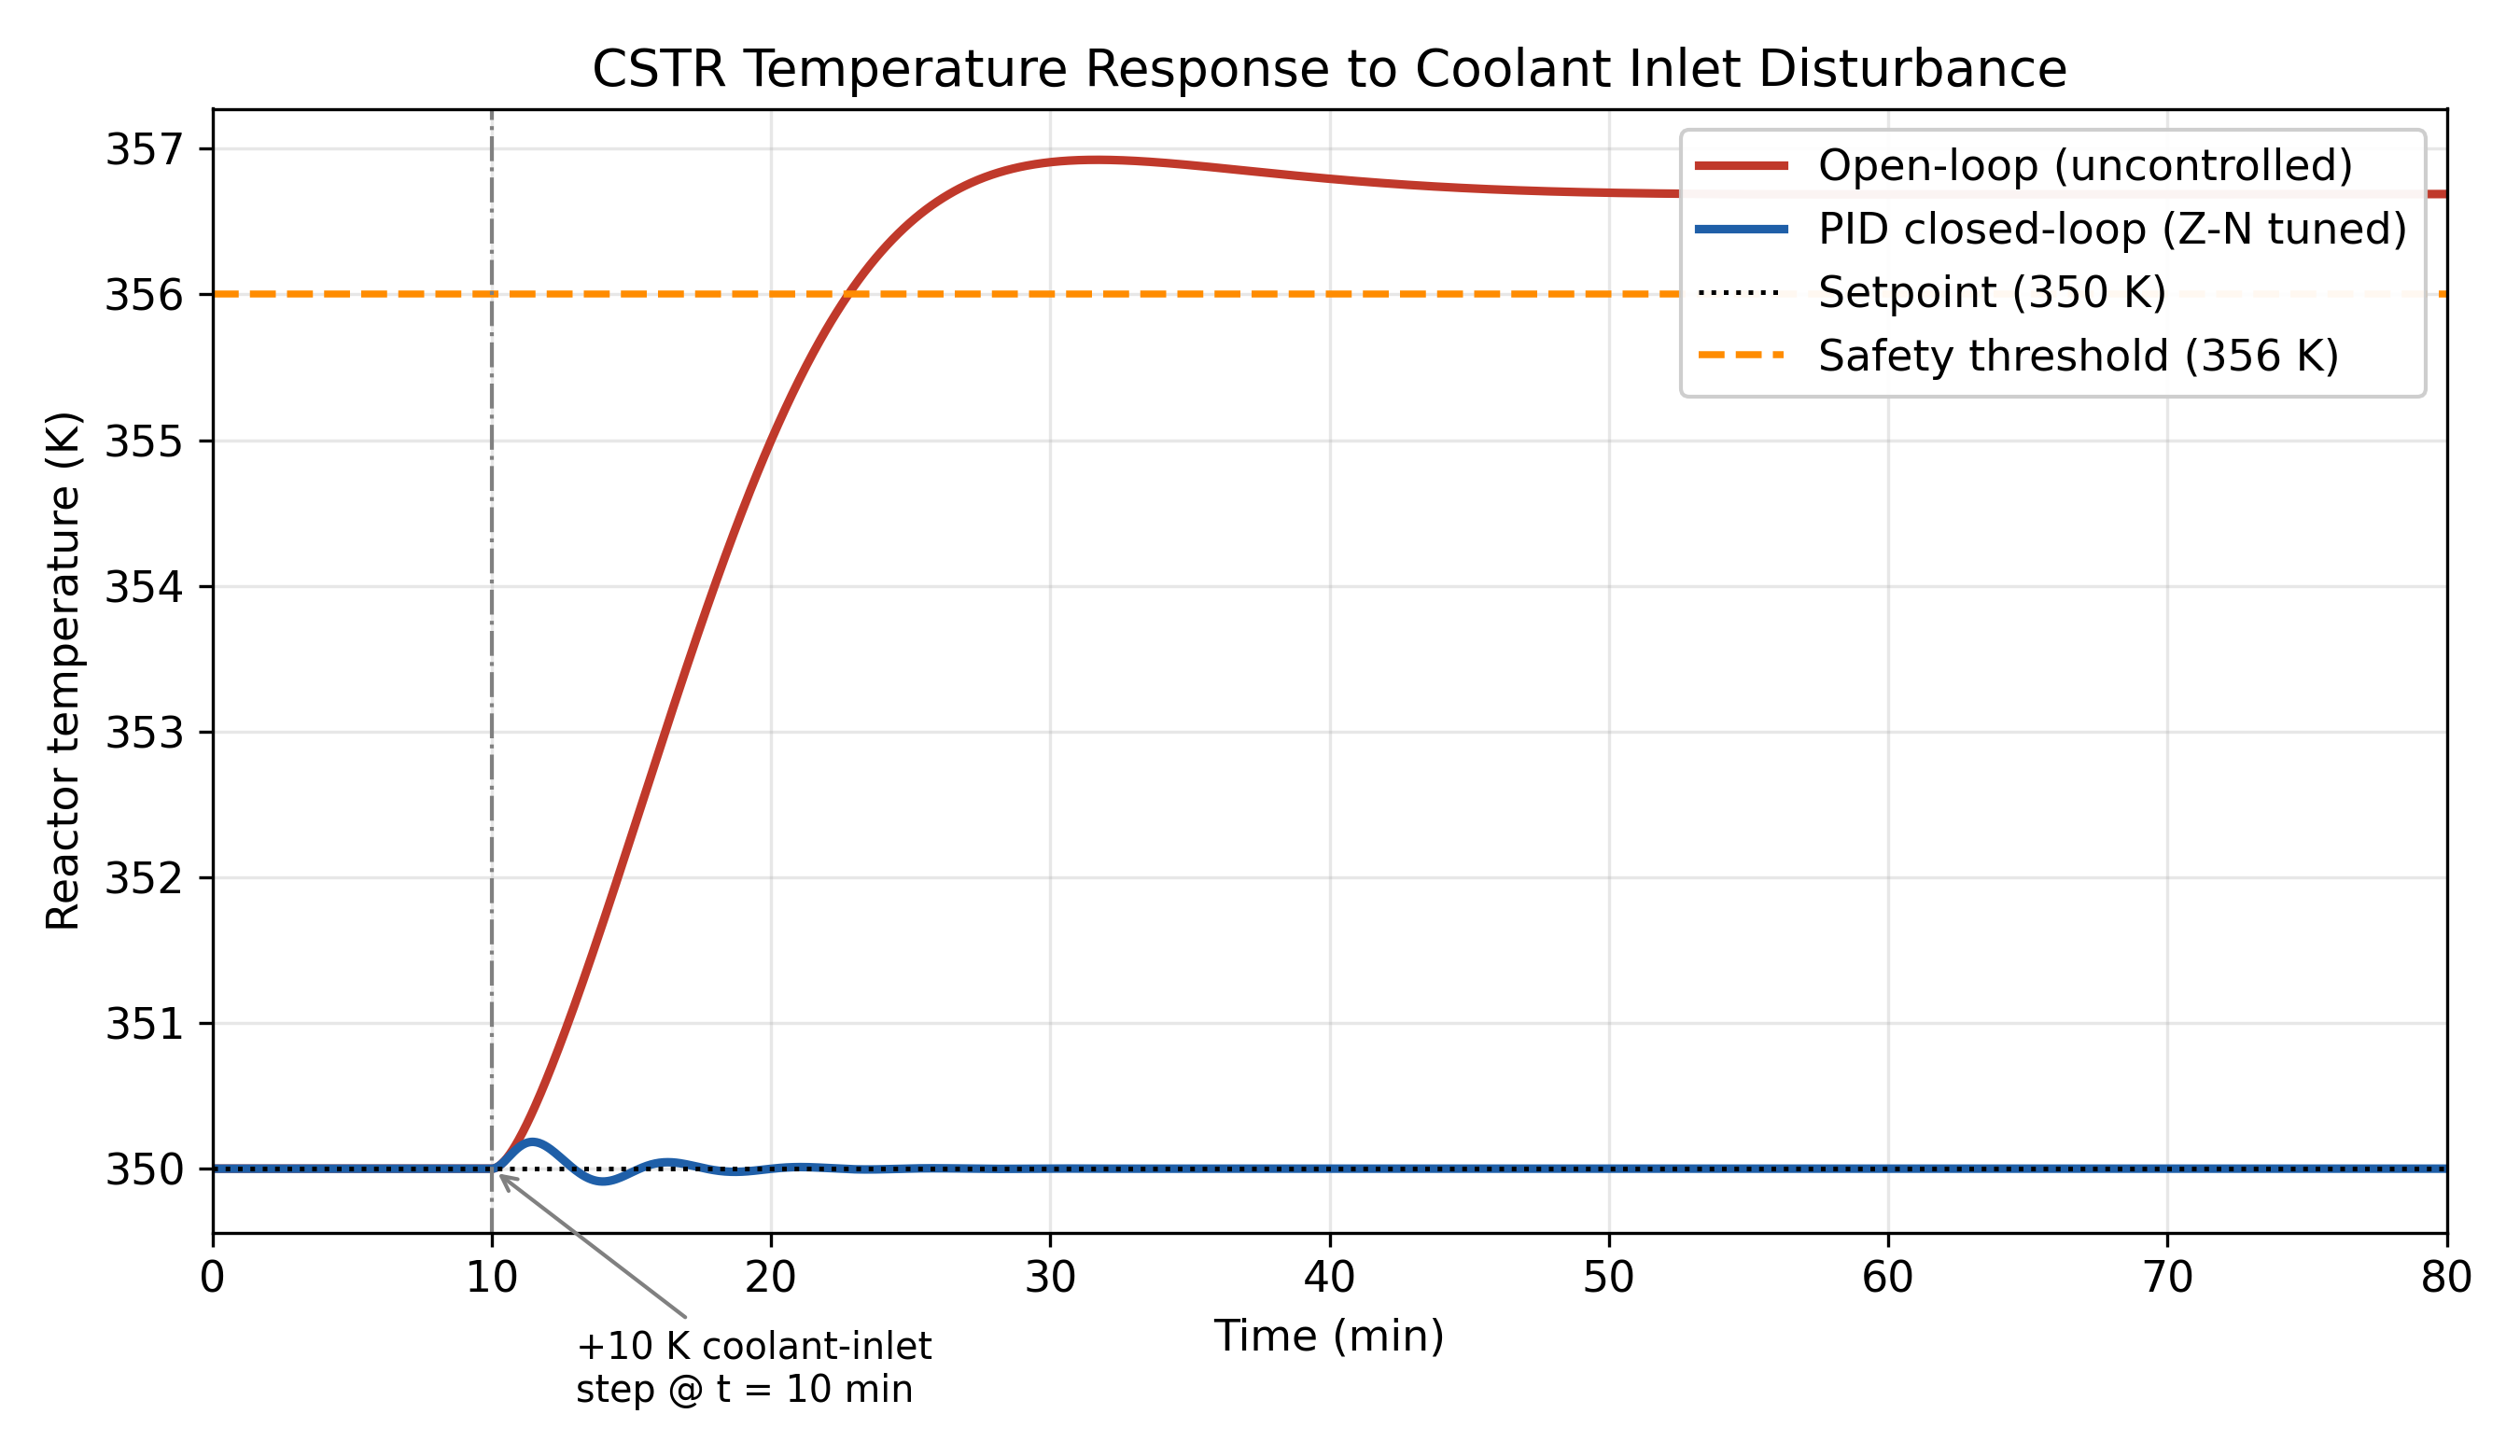 CSTR Temperature Response to Coolant Inlet Disturbance
Reactor temperature (K)
357
356
355
354
353
352
351
350
Open-loop (uncontrolled)
PID closed-loop (Z-N tuned)
Setpoint (350 K)
Safety threshold (356 K)
0 10 20 30 40 50 60 70 80
Time (min)
+10 K coolant-inlet
step @ t = 10 min